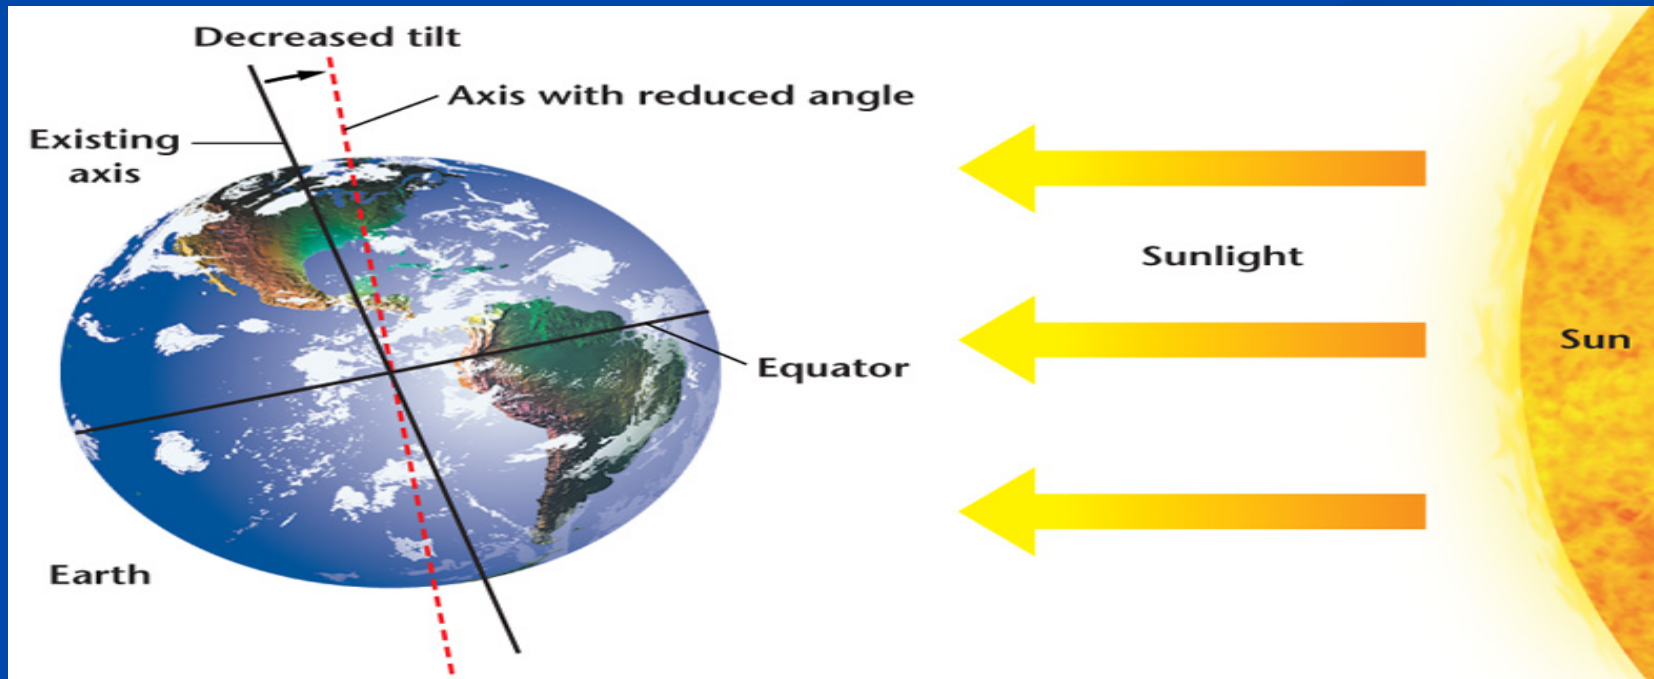 Decreased tilt
Axis with reduced angle
Existing
axis
Sunlight
Sun
Equator
Earth